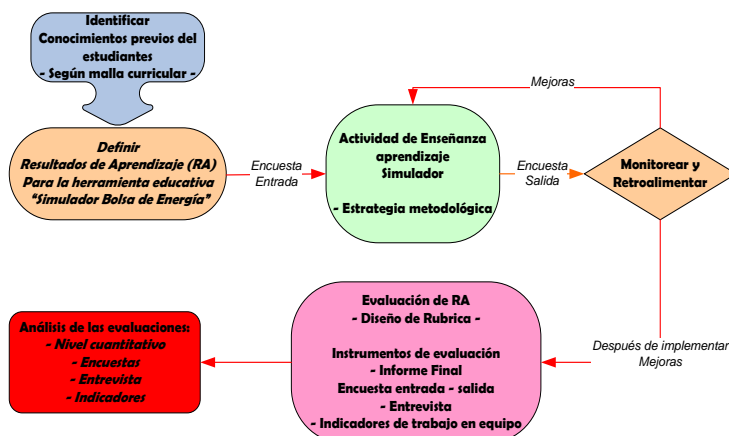 Identificar
Conocimientos previos del
estudiantes
- Según malla curricular -
Definir
Resultados de Aprendizaje (RA)
Para la herramienta educativa
"Simulador Bolsa de Energía"
Encuesta
Entrada
Actividad de Enseñanza
aprendizaje
Simulador
- Estrategia metodológica
Encuesta
Salida
Mejoras
Monitorear y
Retroalimentar
Después de implementar
Mejoras
Evaluación de RA
- Diseño de Rubrica -
Instrumentos de evaluación
- Informe Final
Encuesta entrada - salida
- Entrevista
- Indicadores de trabajo en equipo
Análisis de las evaluaciones:
- Nivel cuantitativo
- Encuestas
- Entrevista
- Indicadores